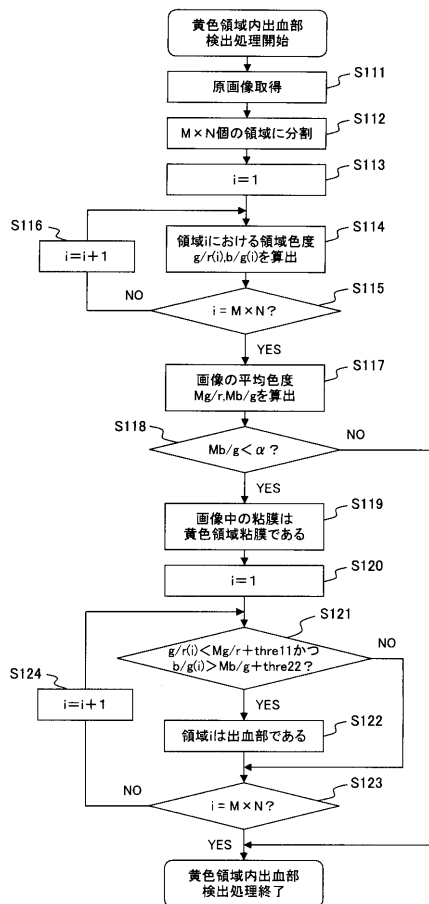 黄色領域内出血部
検出処理開始
S111
原画像取得
S112
M×N個の領域に分割
S113
i=1
S116
i=i+1
S114
領域iにおける領域色度
g/r(i),b/g(i)を算出
NO
S115
i=M×N?
YES
S117
画像の平均色度
Mg/r,Mb/gを算出
S118
NO
Mb/g<α?
YES
S119
画像中の粘膜は
黄色領域粘膜である
S120
i=1
S121
g/r(i)<Mg/r+thre11かつ
b/g(i)>Mb/g+thre22?
NO
S124
i=i+1
YES
S122
領域iは出血部である
S123
NO
i=M×N?
YES
黄色領域内出血部
検出処理終了